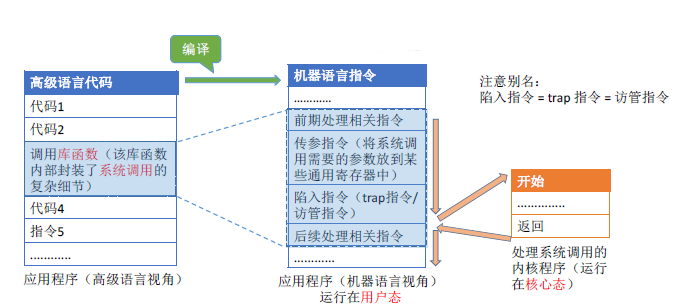 编译
高级语言代码
代码1
代码2
调用库函数（该库函数
内部封装了系统调用的
复杂细节）
代码4
指令5
…………
应用程序（高级语言视角）
机器语言指令
…………
前期处理相关指令
传参指令（将系统调
用需要的参数放到某
些通用寄存器中）
陷入指令（trap指令/
访管指令）
后续处理相关指令
…………
应用程序（机器语言视角）
运行在用户态
注意别名：
陷入指令 = trap 指令 = 访管指令
开始
…………
返回
处理系统调用的
内核程序（运行
在核心态）